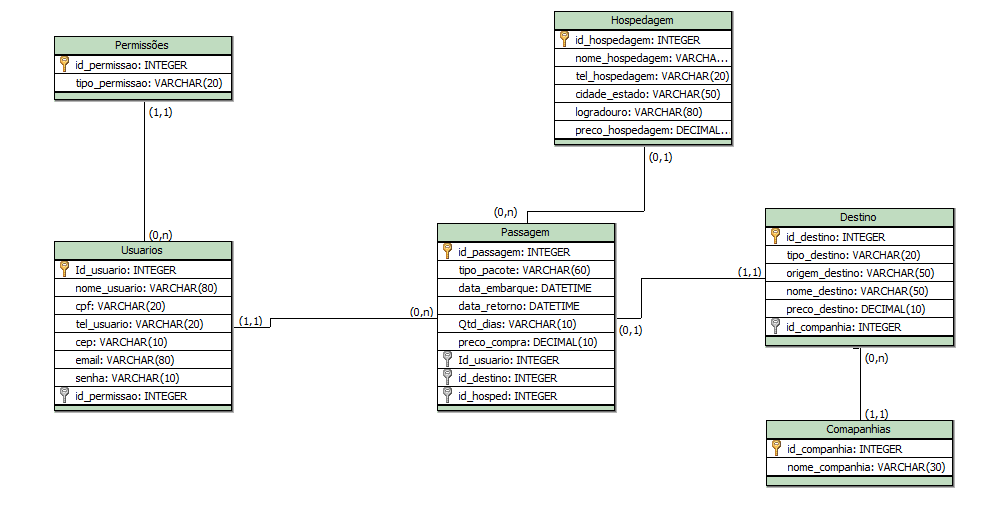 Hospedagem
id_hospedagem: INTEGER
nome_hospedagem: VARCHA...
tel_hospedagem: VARCHAR(20)
cidade_estado: VARCHAR(50)
logradouro: VARCHAR(80)
preco_hospedagem: DECIMAL...
(0,1)
Permissões
id_permissao: INTEGER
tipo_permissao: VARCHAR(20)
(1,1)
(0,n)
Usuarios
Id_usuario: INTEGER
nome_usuario: VARCHAR(80)
cpf: VARCHAR(20)
tel_usuario: VARCHAR(20)
cep: VARCHAR(10)
email: VARCHAR(80)
senha: VARCHAR(10)
id_permissao: INTEGER
(1,1)
(0,n)
(0,n)
Passagem
id_passagem: INTEGER
tipo_pacote: VARCHAR(60)
data_embarque: DATETIME
data_retorno: DATETIME
Qtd_dias: VARCHAR(10)
preco_compra: DECIMAL(10)
Id_usuario: INTEGER
id_destino: INTEGER
id_hosped: INTEGER
(0,1)
(1,1)
Destino
id_destino: INTEGER
tipo_destino: VARCHAR(20)
origem_destino: VARCHAR(50)
nome_destino: VARCHAR(50)
preco_destino: DECIMAL(10)
id_companhia: INTEGER
(0,n)
(1,1)
Comapanhias
id_companhia: INTEGER
nome_companhia: VARCHAR(30)